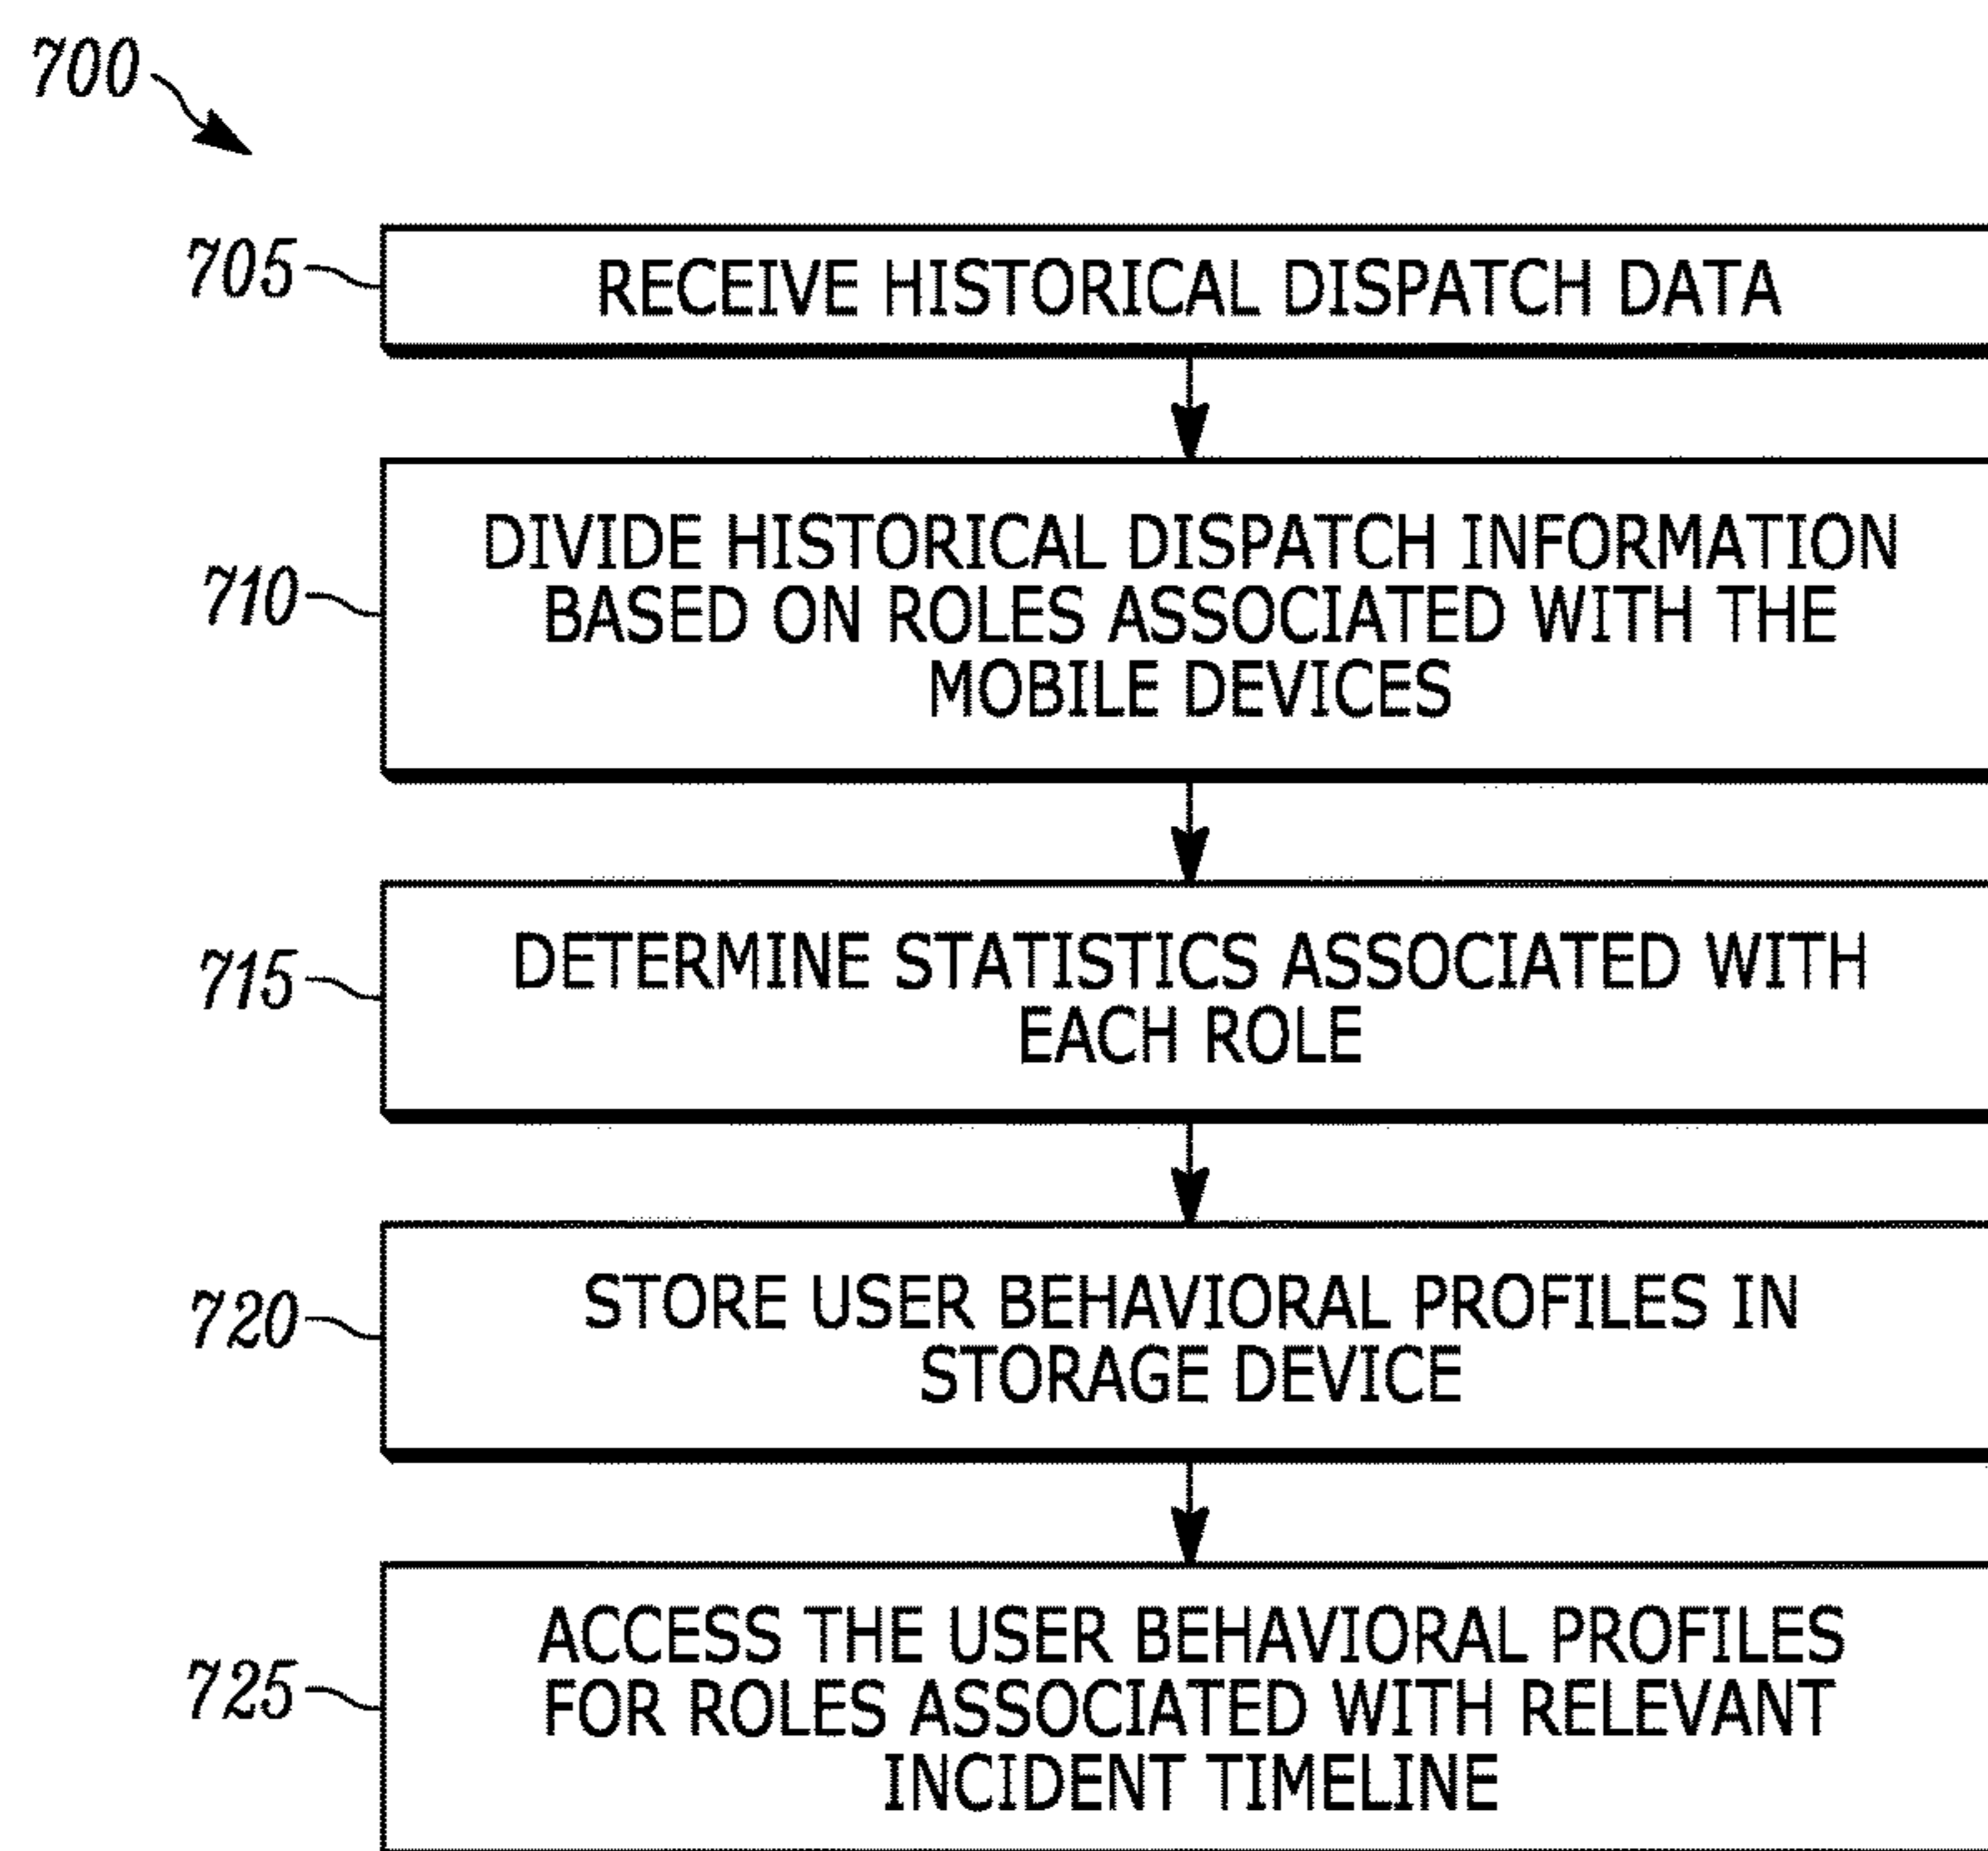 700
705
RECEIVE HISTORICAL DISPATCH DATA
710
DIVIDE HISTORICAL DISPATCH INFORMATION
BASED ON ROLES ASSOCIATED WITH THE
MOBILE DEVICES
715
DETERMINE STATISTICS ASSOCIATED WITH
EACH ROLE
720
STORE USER BEHAVIORAL PROFILES IN
STORAGE DEVICE
725
ACCESS THE USER BEHAVIORAL PROFILES
FOR ROLES ASSOCIATED WITH RELEVANT
INCIDENT TIMELINE